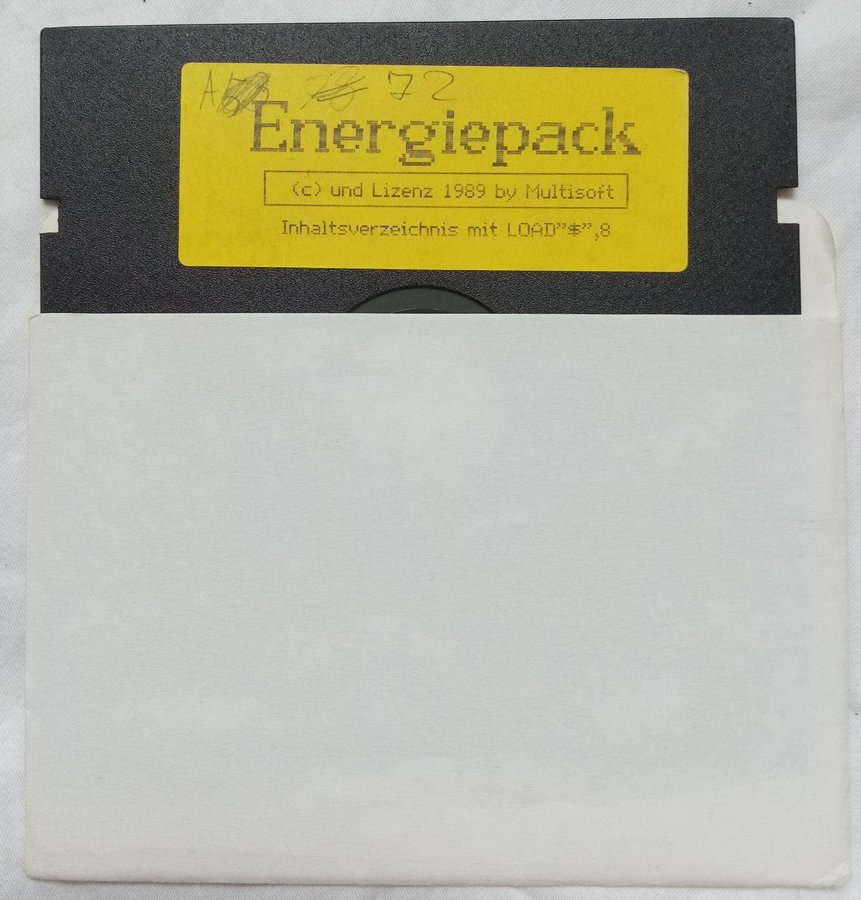 72
Energiepack
(c) und Lizenz 1989 by Multisoft
Inhaltsverzeichnis mit LOAD"$",8